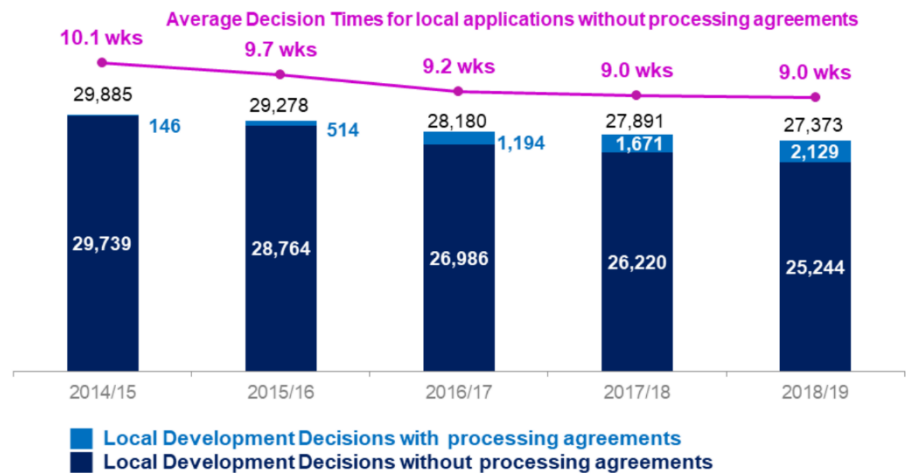 Average Decision Times for local applications without processing agreements
10.1 wks
9.7 wks
9.2 wks
9.0 wks
9.0 wks
29,885
29,278
28,180
27,891
27,373
146
514
1,194
1,671
2,129
29,739
28,764
26,986
26,220
25,244
2014/15
2015/16
2016/17
2017/18
2018/19
Local Development Decisions with processing agreements
Local Development Decisions without processing agreements